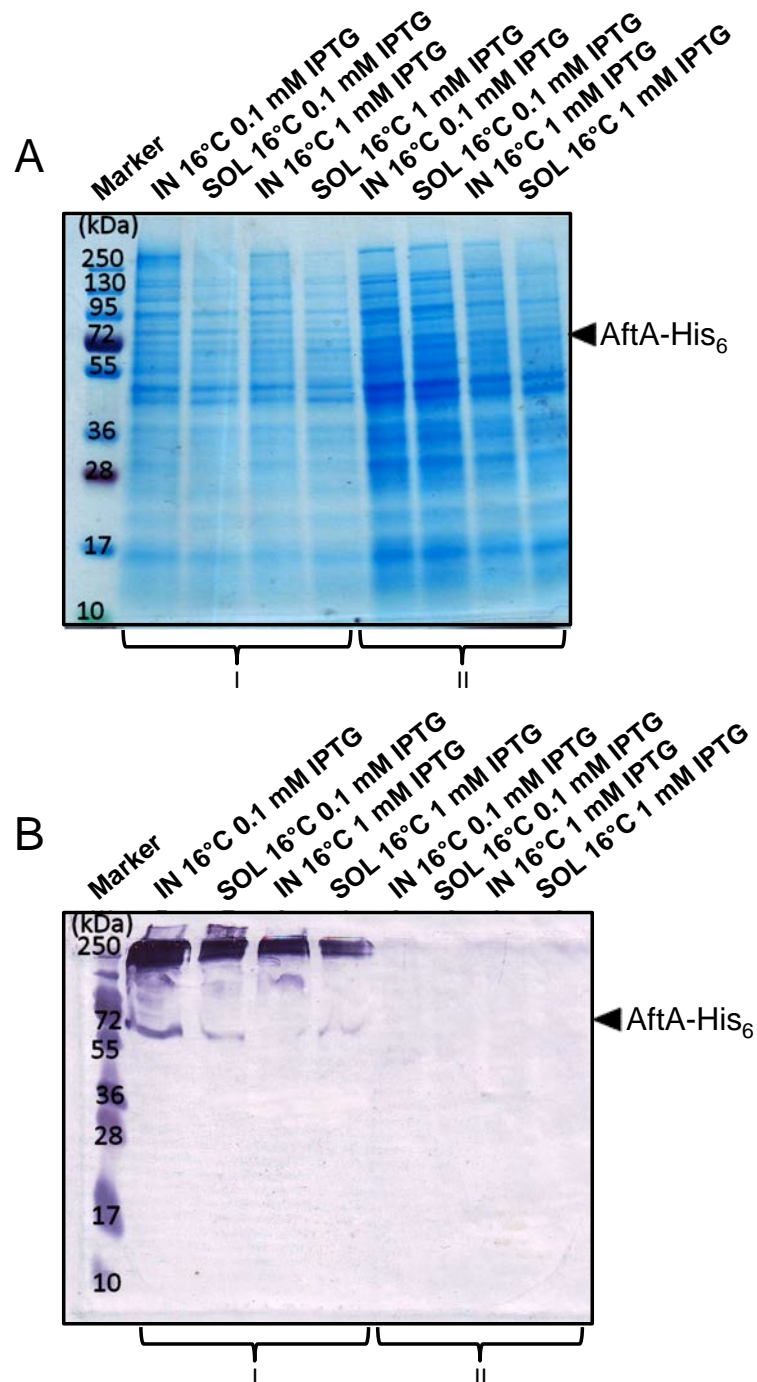 A
Marker
IN 16°C 0.1 mM IPTG
SOL 16°C 0.1 mM IPTG
IN 16°C 1 mM IPTG
SOL 16°C 1 mM IPTG
IN 16°C 0.1 mM IPTG
SOL 16°C 0.1 mM IPTG
IN 16°C 1 mM IPTG
SOL 16°C 1 mM IPTG
(kDa)
250
130
95
72
55
36
28
17
10
AftA-His₆
I
II
B
Marker
IN 16°C 0.1 mM IPTG
SOL 16°C 0.1 mM IPTG
IN 16°C 1 mM IPTG
SOL 16°C 1 mM IPTG
IN 16°C 0.1 mM IPTG
SOL 16°C 0.1 mM IPTG
IN 16°C 1 mM IPTG
SOL 16°C 1 mM IPTG
(kDa)
250
72
55
36
28
17
10
AftA-His₆
I
II